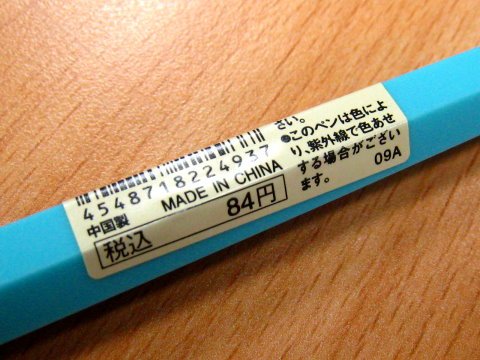 4548718224937
中国製 MADE IN CHINA
税込 84円
さい。
●このペンは色によ
り、紫外線で色あせ
する場合がござい
ます。 09A